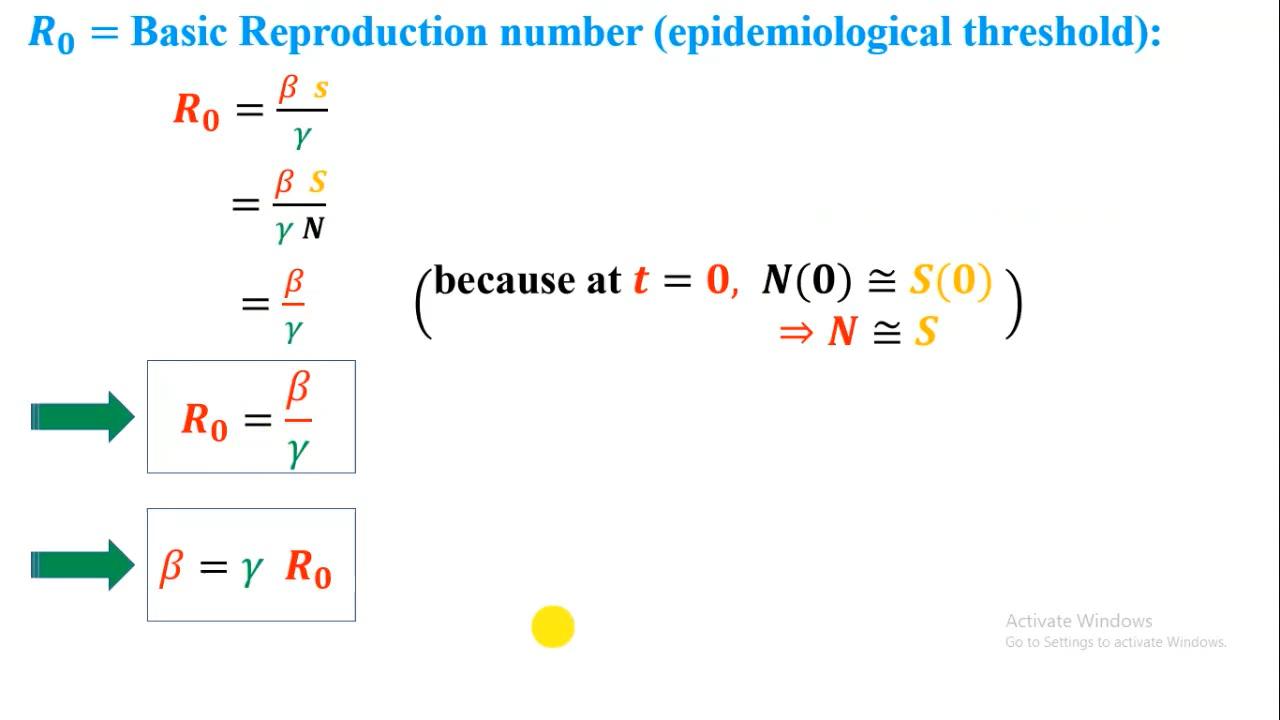 R₀ = Basic Reproduction number (epidemiological threshold):
R₀ = β s / γ
= β S / γ N
= β / γ (because at t = 0, N(0) ≅ S(0)
⇒ N ≅ S)
R₀ = β / γ
β = γ R₀
Activate Windows
Go to Settings to activate Windows.